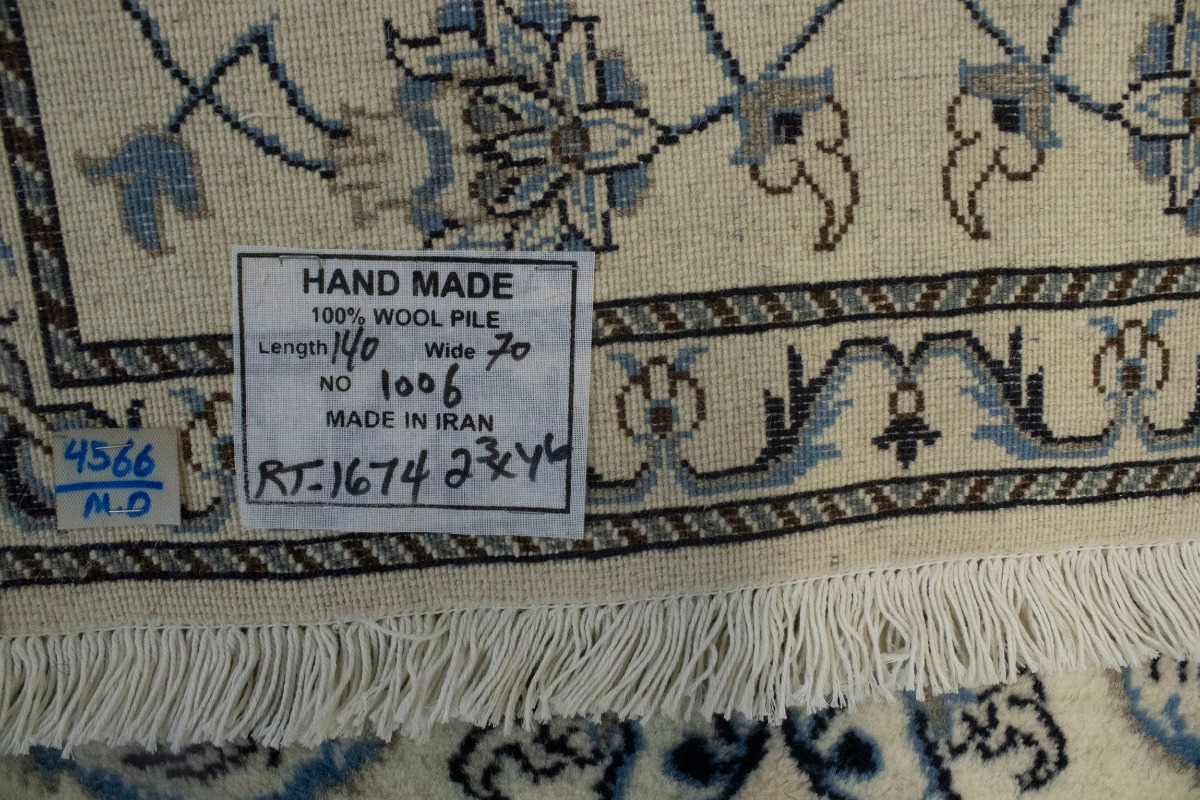 HAND MADE
100% WOOL PILE
Length 140 Wide 70
NO 1006
MADE IN IRAN
RT-1674 2³x4⁶
4566
M-D